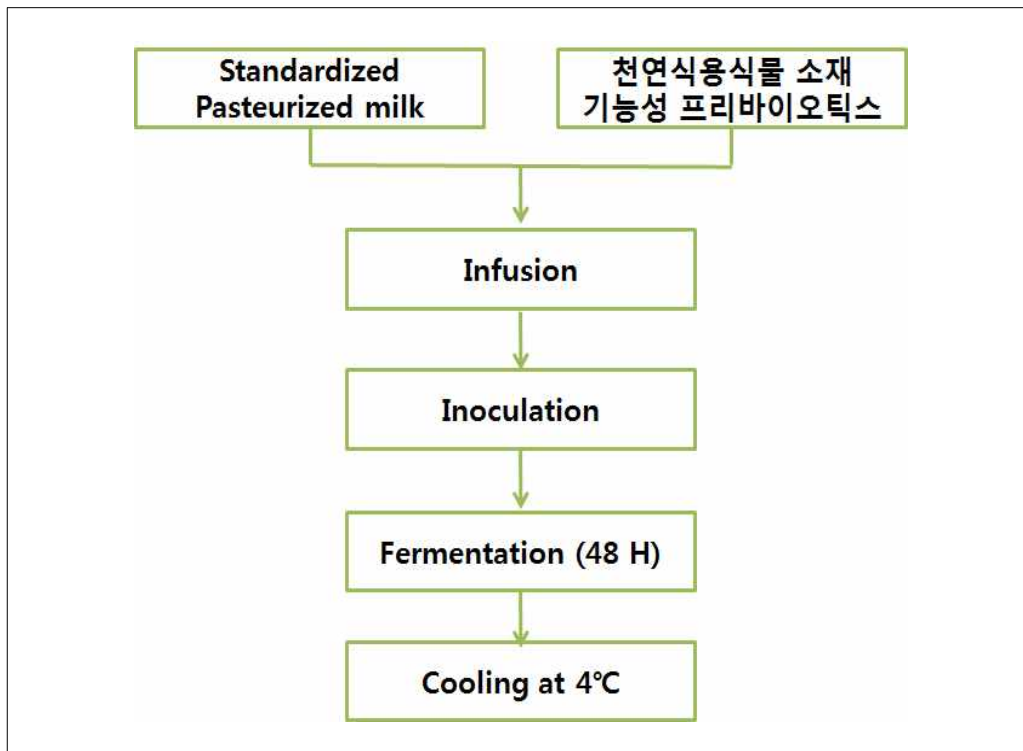 Standardized
Pasteurized milk
천연식용식물 소재
기능성 프리바이오틱스
Infusion
Inoculation
Fermentation (48 H)
Cooling at 4℃